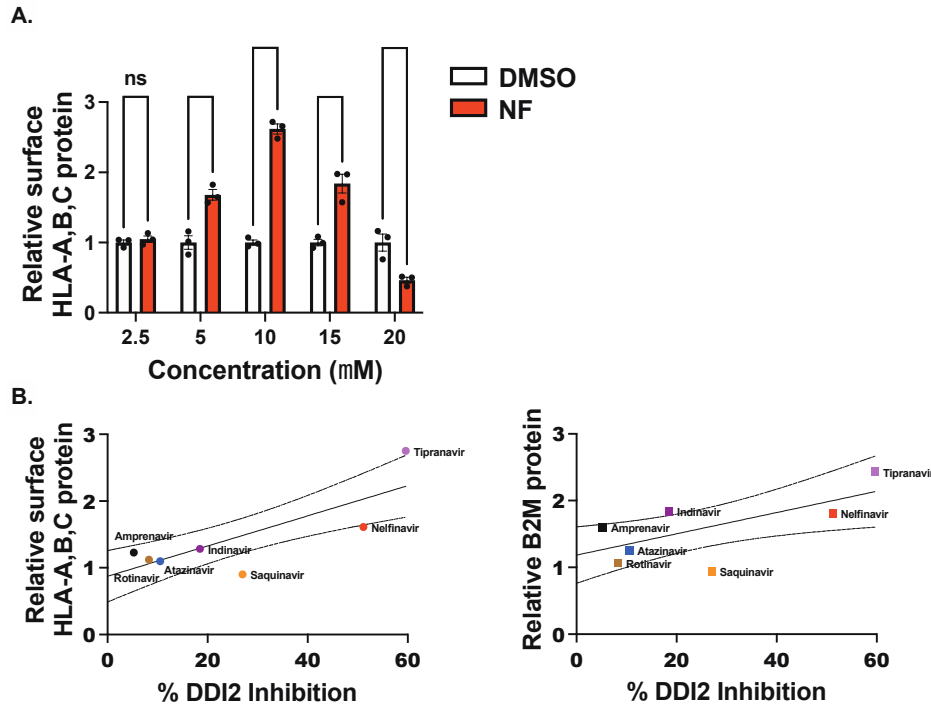 A.
ns
DMSO
NF
3
2
1
0
Relative surface
HLA-A,B,C protein
2.5 5 10 15 20
Concentration (mM)
B.
3
2
1
0
Relative surface
HLA-A,B,C protein
Tipranavir
Nelfinavir
Amprenavir
Indinavir
Rotinavir
Atazinavir
Saquinavir
0 20 40 60
% DDI2 Inhibition
3
2
1
0
Relative B2M protein
Tipranavir
Indinavir
Nelfinavir
Amprenavir
Atazinavir
Rotinavir
Saquinavir
0 20 40 60
% DDI2 Inhibition